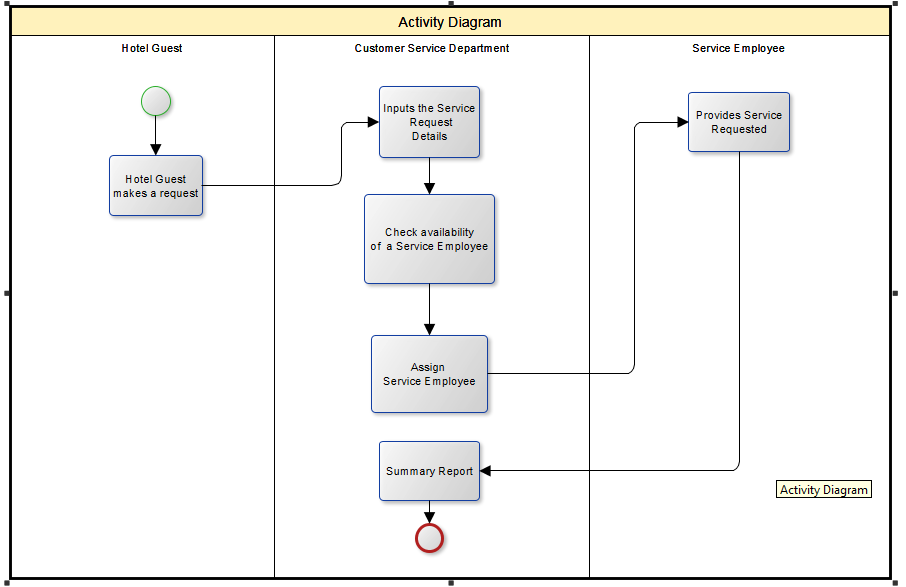 Activity Diagram
Hotel Guest
Customer Service Department
Service Employee
Hotel Guest
makes a request
Inputs the Service
Request
Details
Check availability
of a Service Employee
Assign
Service Employee
Provides Service
Requested
Summary Report
Activity Diagram